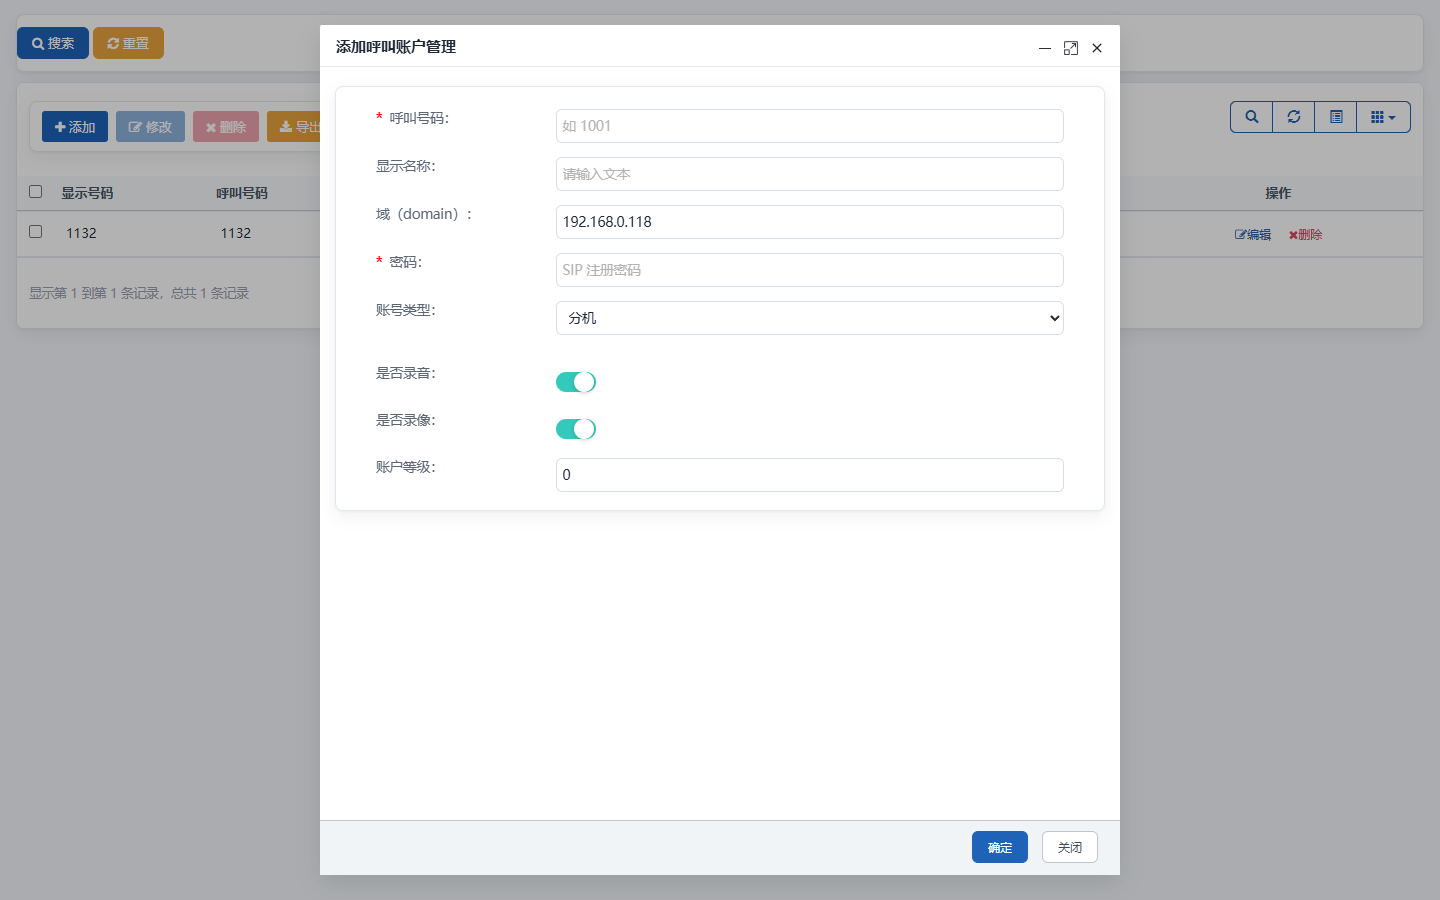 搜索 重置
添加呼叫账户管理
添加 修改 删除 导出
* 呼叫号码： 如 1001
显示名称： 请输入文本
显示号码 呼叫号码 操作
域（domain）： 192.168.0.118
1132 1132 编辑 删除
* 密码： SIP 注册密码
显示第 1 到第 1 条记录，总共 1 条记录
账号类型： 分机
是否录音：
是否录像：
账户等级： 0
确定 关闭